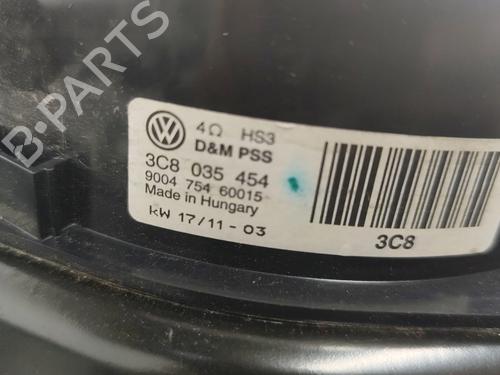 4Ω HS3
D&M PSS
3C8 035 454
9004 754 60015
Made in Hungary
kW 17/11 - 03
3C8
B-PARTS